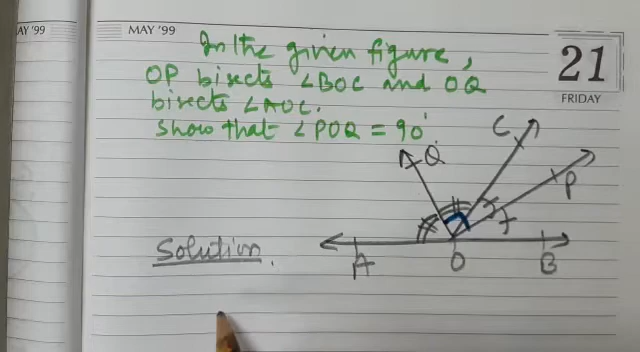 AY '99
MAY '99
21
FRIDAY
In the given figure,
OP bisects ∠BOC and OQ
bisects ∠AOC.
Show that ∠POQ = 90°
C
Q
P
A
O
B
Solution.